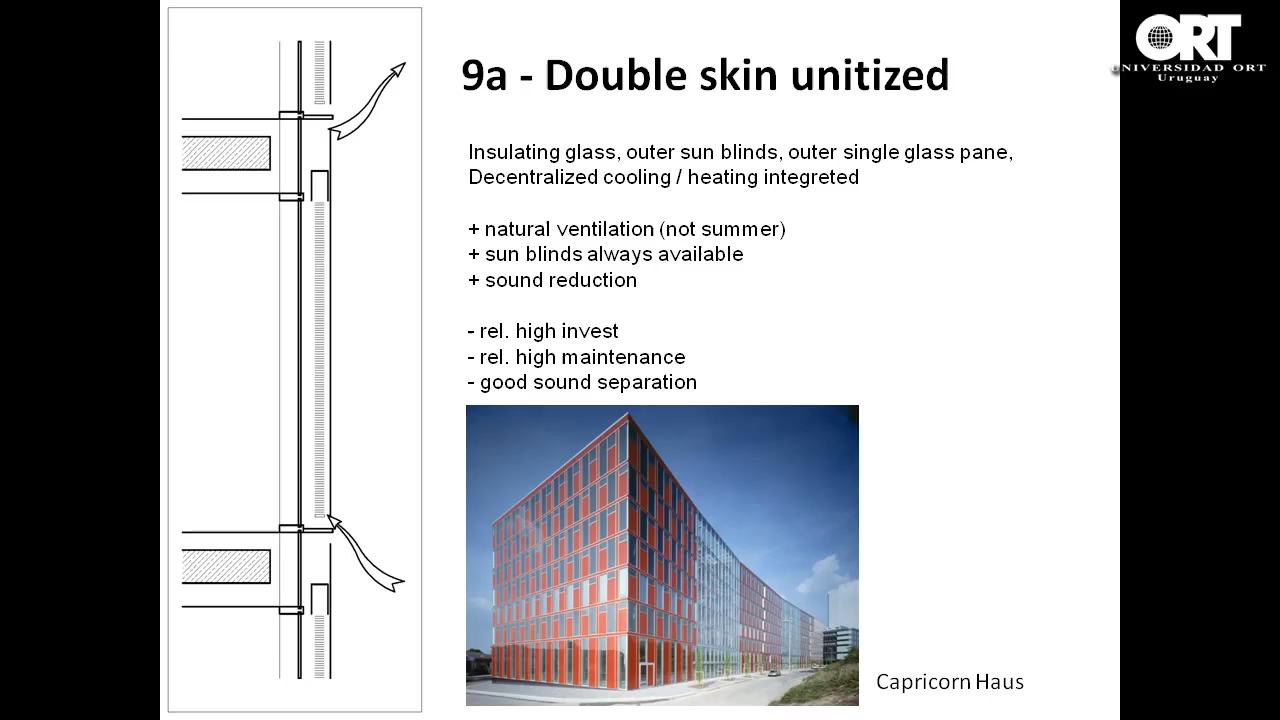 ORT
UNIVERSIDAD ORT
Uruguay
9a - Double skin unitized
Insulating glass, outer sun blinds, outer single glass pane,
Decentralized cooling / heating integreted
+ natural ventilation (not summer)
+ sun blinds always available
+ sound reduction
- rel. high invest
- rel. high maintenance
- good sound separation
Capricorn Haus